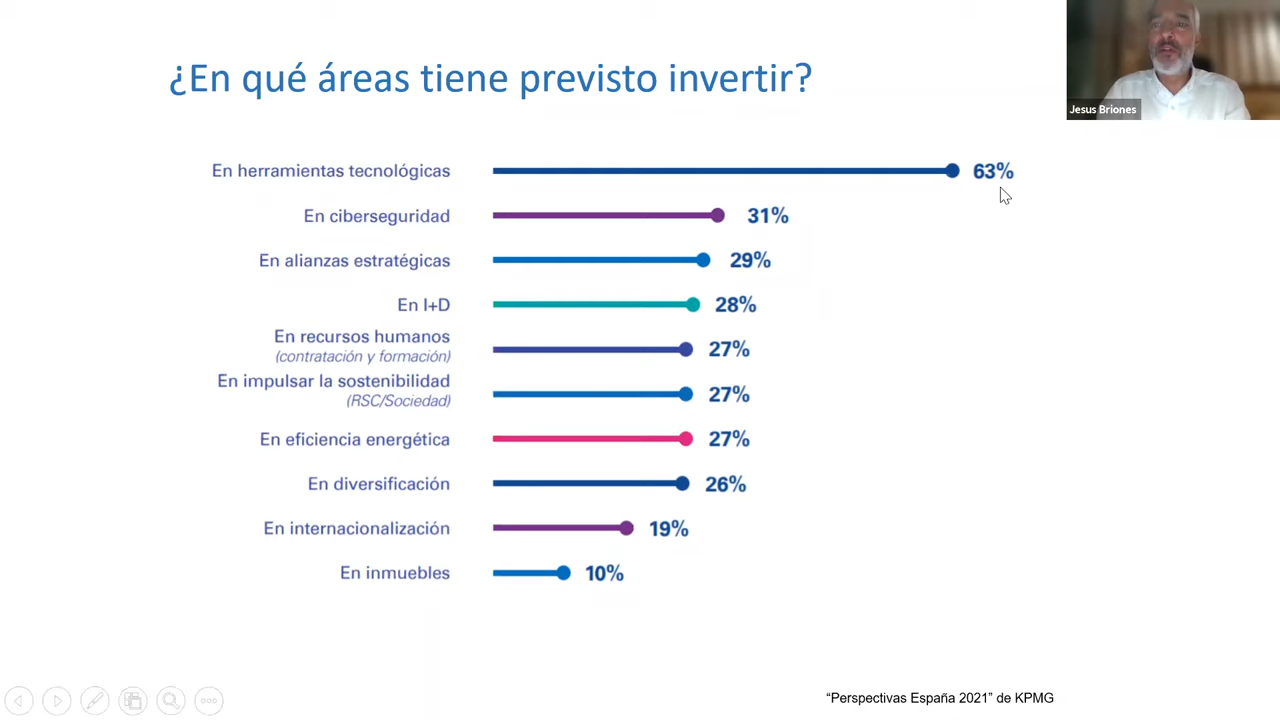 ¿En qué áreas tiene previsto invertir?
Jesus Briones
En herramientas tecnológicas 63%
En ciberseguridad 31%
En alianzas estratégicas 29%
En I+D 28%
En recursos humanos
(contratación y formación) 27%
En impulsar la sostenibilidad
(RSC/Sociedad) 27%
En eficiencia energética 27%
En diversificación 26%
En internacionalización 19%
En inmuebles 10%
“Perspectivas España 2021” de KPMG